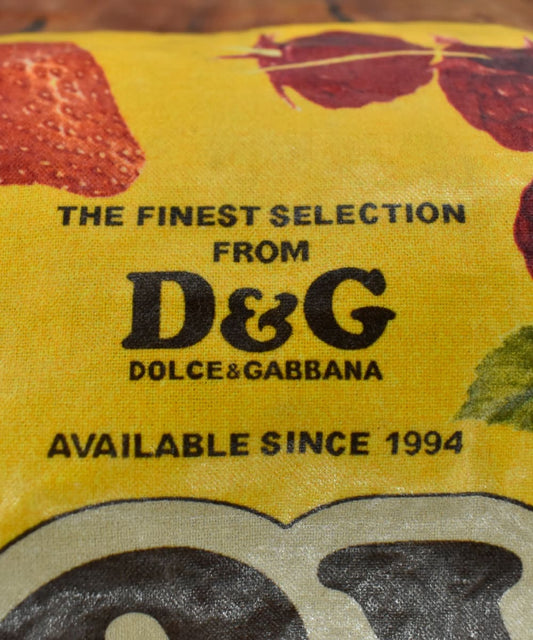 THE FINEST SELECTION
FROM
D&G
DOLCE&GABBANA
AVAILABLE SINCE 1994